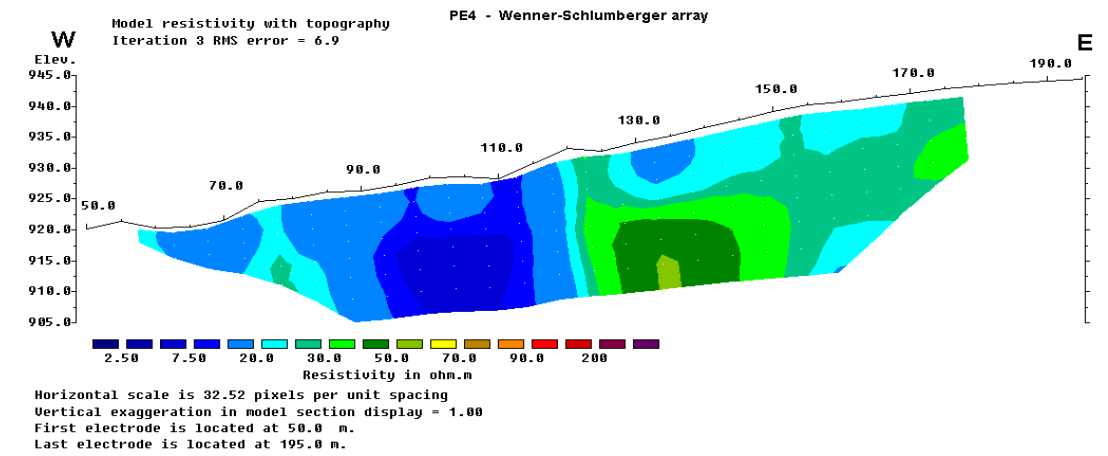 PE4 - Wenner-Schlumberger array
Model resistivity with topography
Iteration 3 RMS error = 6.9
W
E
Elev.
945.0
940.0
935.0
930.0
925.0
920.0
915.0
910.0
905.0
50.0 70.0 90.0 110.0 130.0 150.0 170.0 190.0
2.50 7.50 20.0 30.0 50.0 70.0 90.0 200
Resistivity in ohm.m
Horizontal scale is 32.52 pixels per unit spacing
Vertical exaggeration in model section display = 1.00
First electrode is located at 50.0 m.
Last electrode is located at 195.0 m.